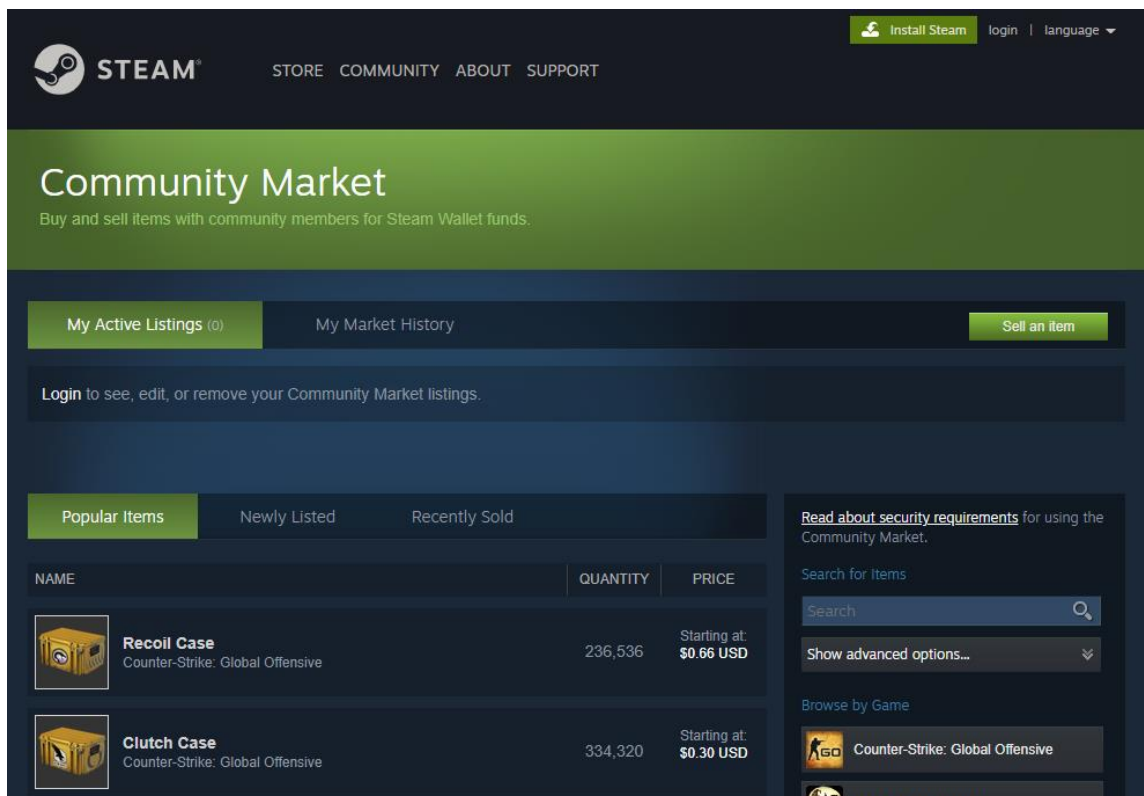 Install Steam login | language
STEAM® STORE COMMUNITY ABOUT SUPPORT
Community Market
Buy and sell items with community members for Steam Wallet funds.
My Active Listings (0) My Market History Sell an item
Login to see, edit, or remove your Community Market listings.
Popular Items Newly Listed Recently Sold
NAME QUANTITY PRICE
Recoil Case
Counter-Strike: Global Offensive
236,536
Starting at:
$0.66 USD
Clutch Case
Counter-Strike: Global Offensive
334,320
Starting at:
$0.30 USD
Read about security requirements for using the
Community Market.
Search for Items
Search
Show advanced options...
Browse by Game
GO Counter-Strike: Global Offensive